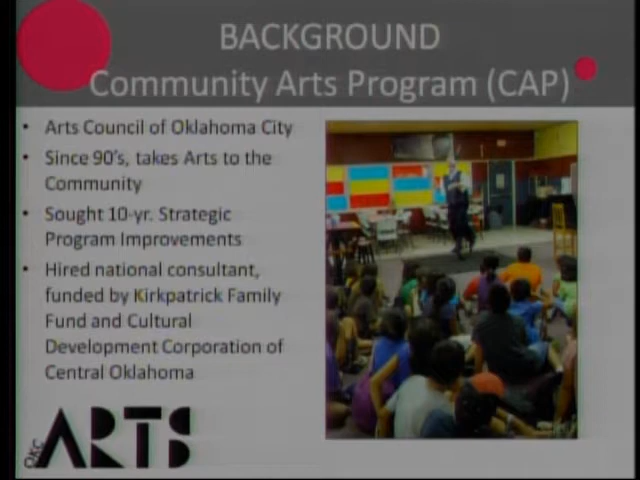 BACKGROUND
Community Arts Program (CAP)
• Arts Council of Oklahoma City
• Since 90's, takes Arts to the
Community
• Sought 10-yr. Strategic
Program Improvements
• Hired national consultant,
funded by Kirkpatrick Family
Fund and Cultural
Development Corporation of
Central Oklahoma
OKC
ARTS